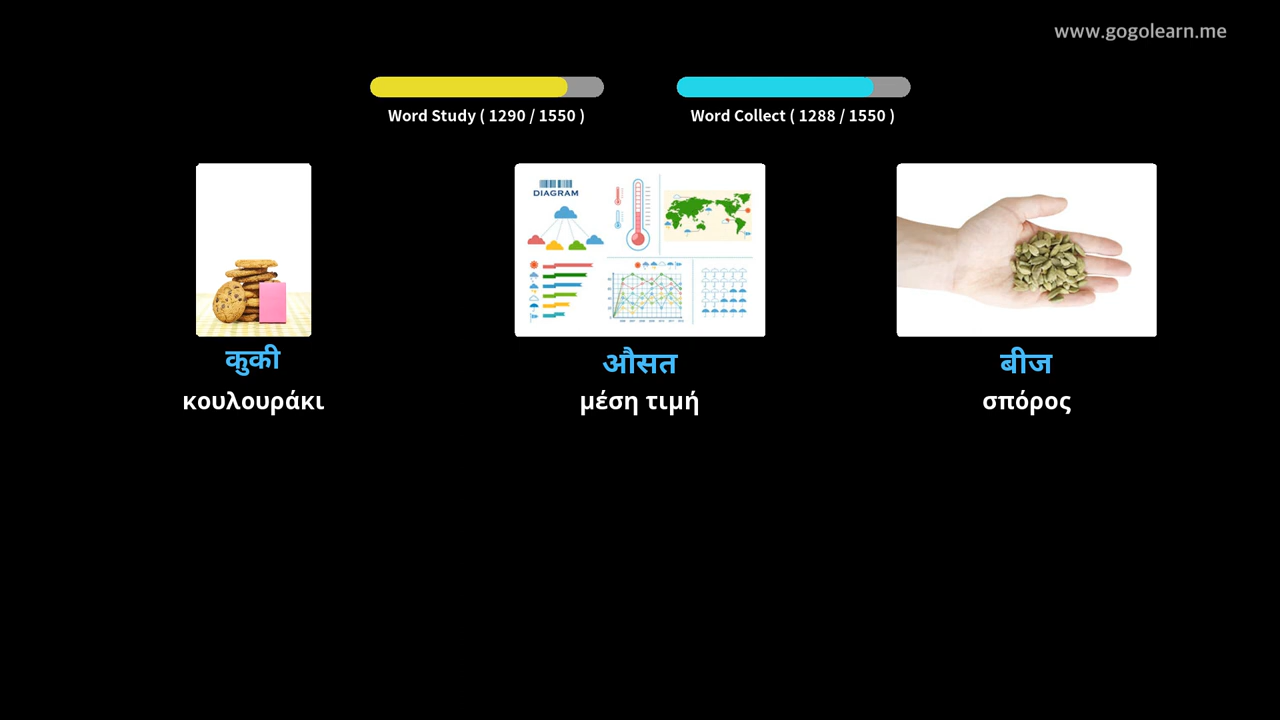 www.gogolearn.me
Word Study ( 1290 / 1550 )
Word Collect ( 1288 / 1550 )
DIAGRAM
कुकी
औसत
बीज
κουλουράκι
μέση τιμή
σπόρος